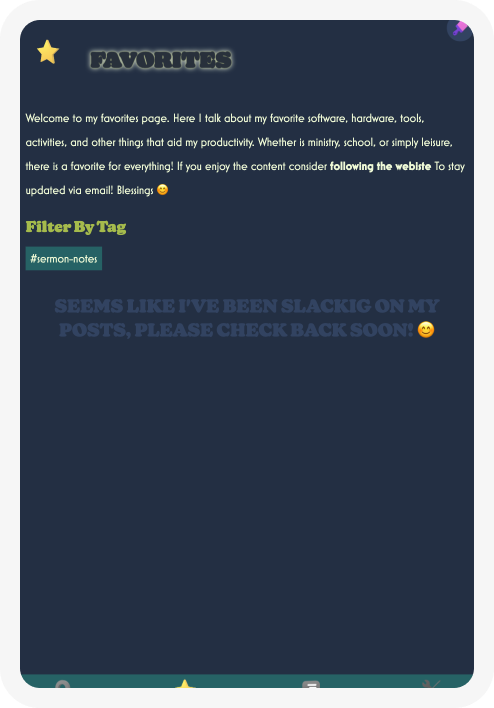 FAVORITES
Welcome to my favorites page. Here I talk about my favorite software, hardware, tools,
activities, and other things that aid my productivity. Whether is ministry, school, or simply leisure,
there is a favorite for everything! If you enjoy the content consider following the webiste To stay
updated via email! Blessings 😊
Filter By Tag
#sermon-notes
SEEMS LIKE I'VE BEEN SLACKIG ON MY
POSTS, PLEASE CHECK BACK SOON! 😊